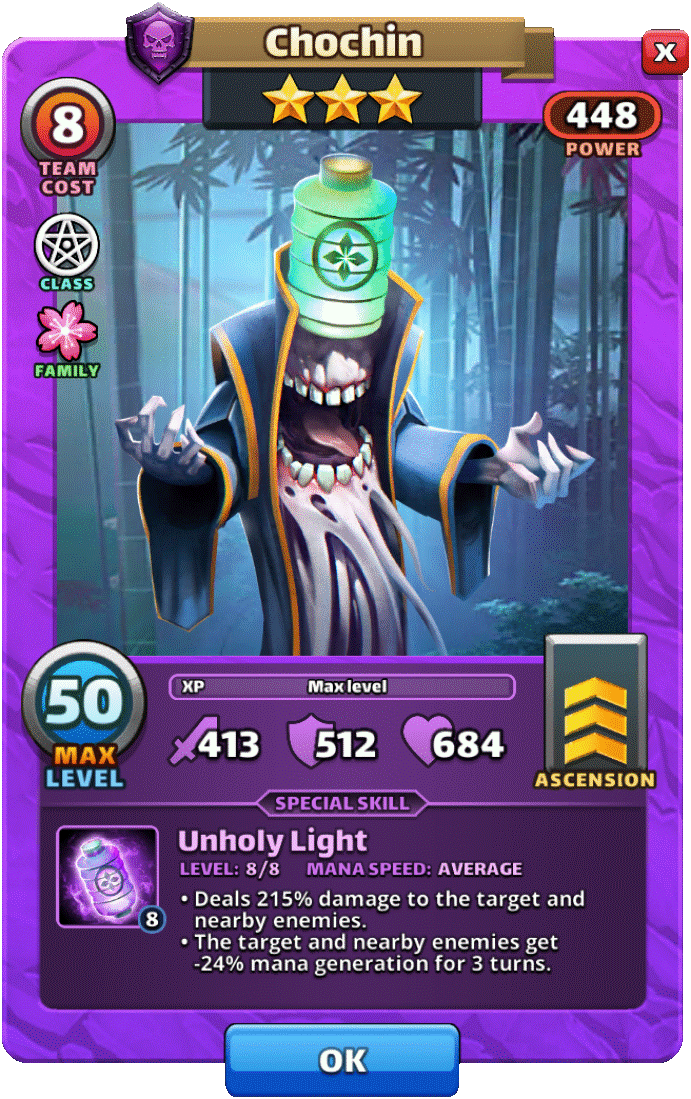 Chochin
X
8
TEAM
COST
448
POWER
CLASS
FAMILY
50
MAX
LEVEL
XP Max level
413 512 684
ASCENSION
SPECIAL SKILL
Unholy Light
LEVEL: 8/8 MANA SPEED: AVERAGE
8
• Deals 215% damage to the target and
nearby enemies.
• The target and nearby enemies get
-24% mana generation for 3 turns.
OK